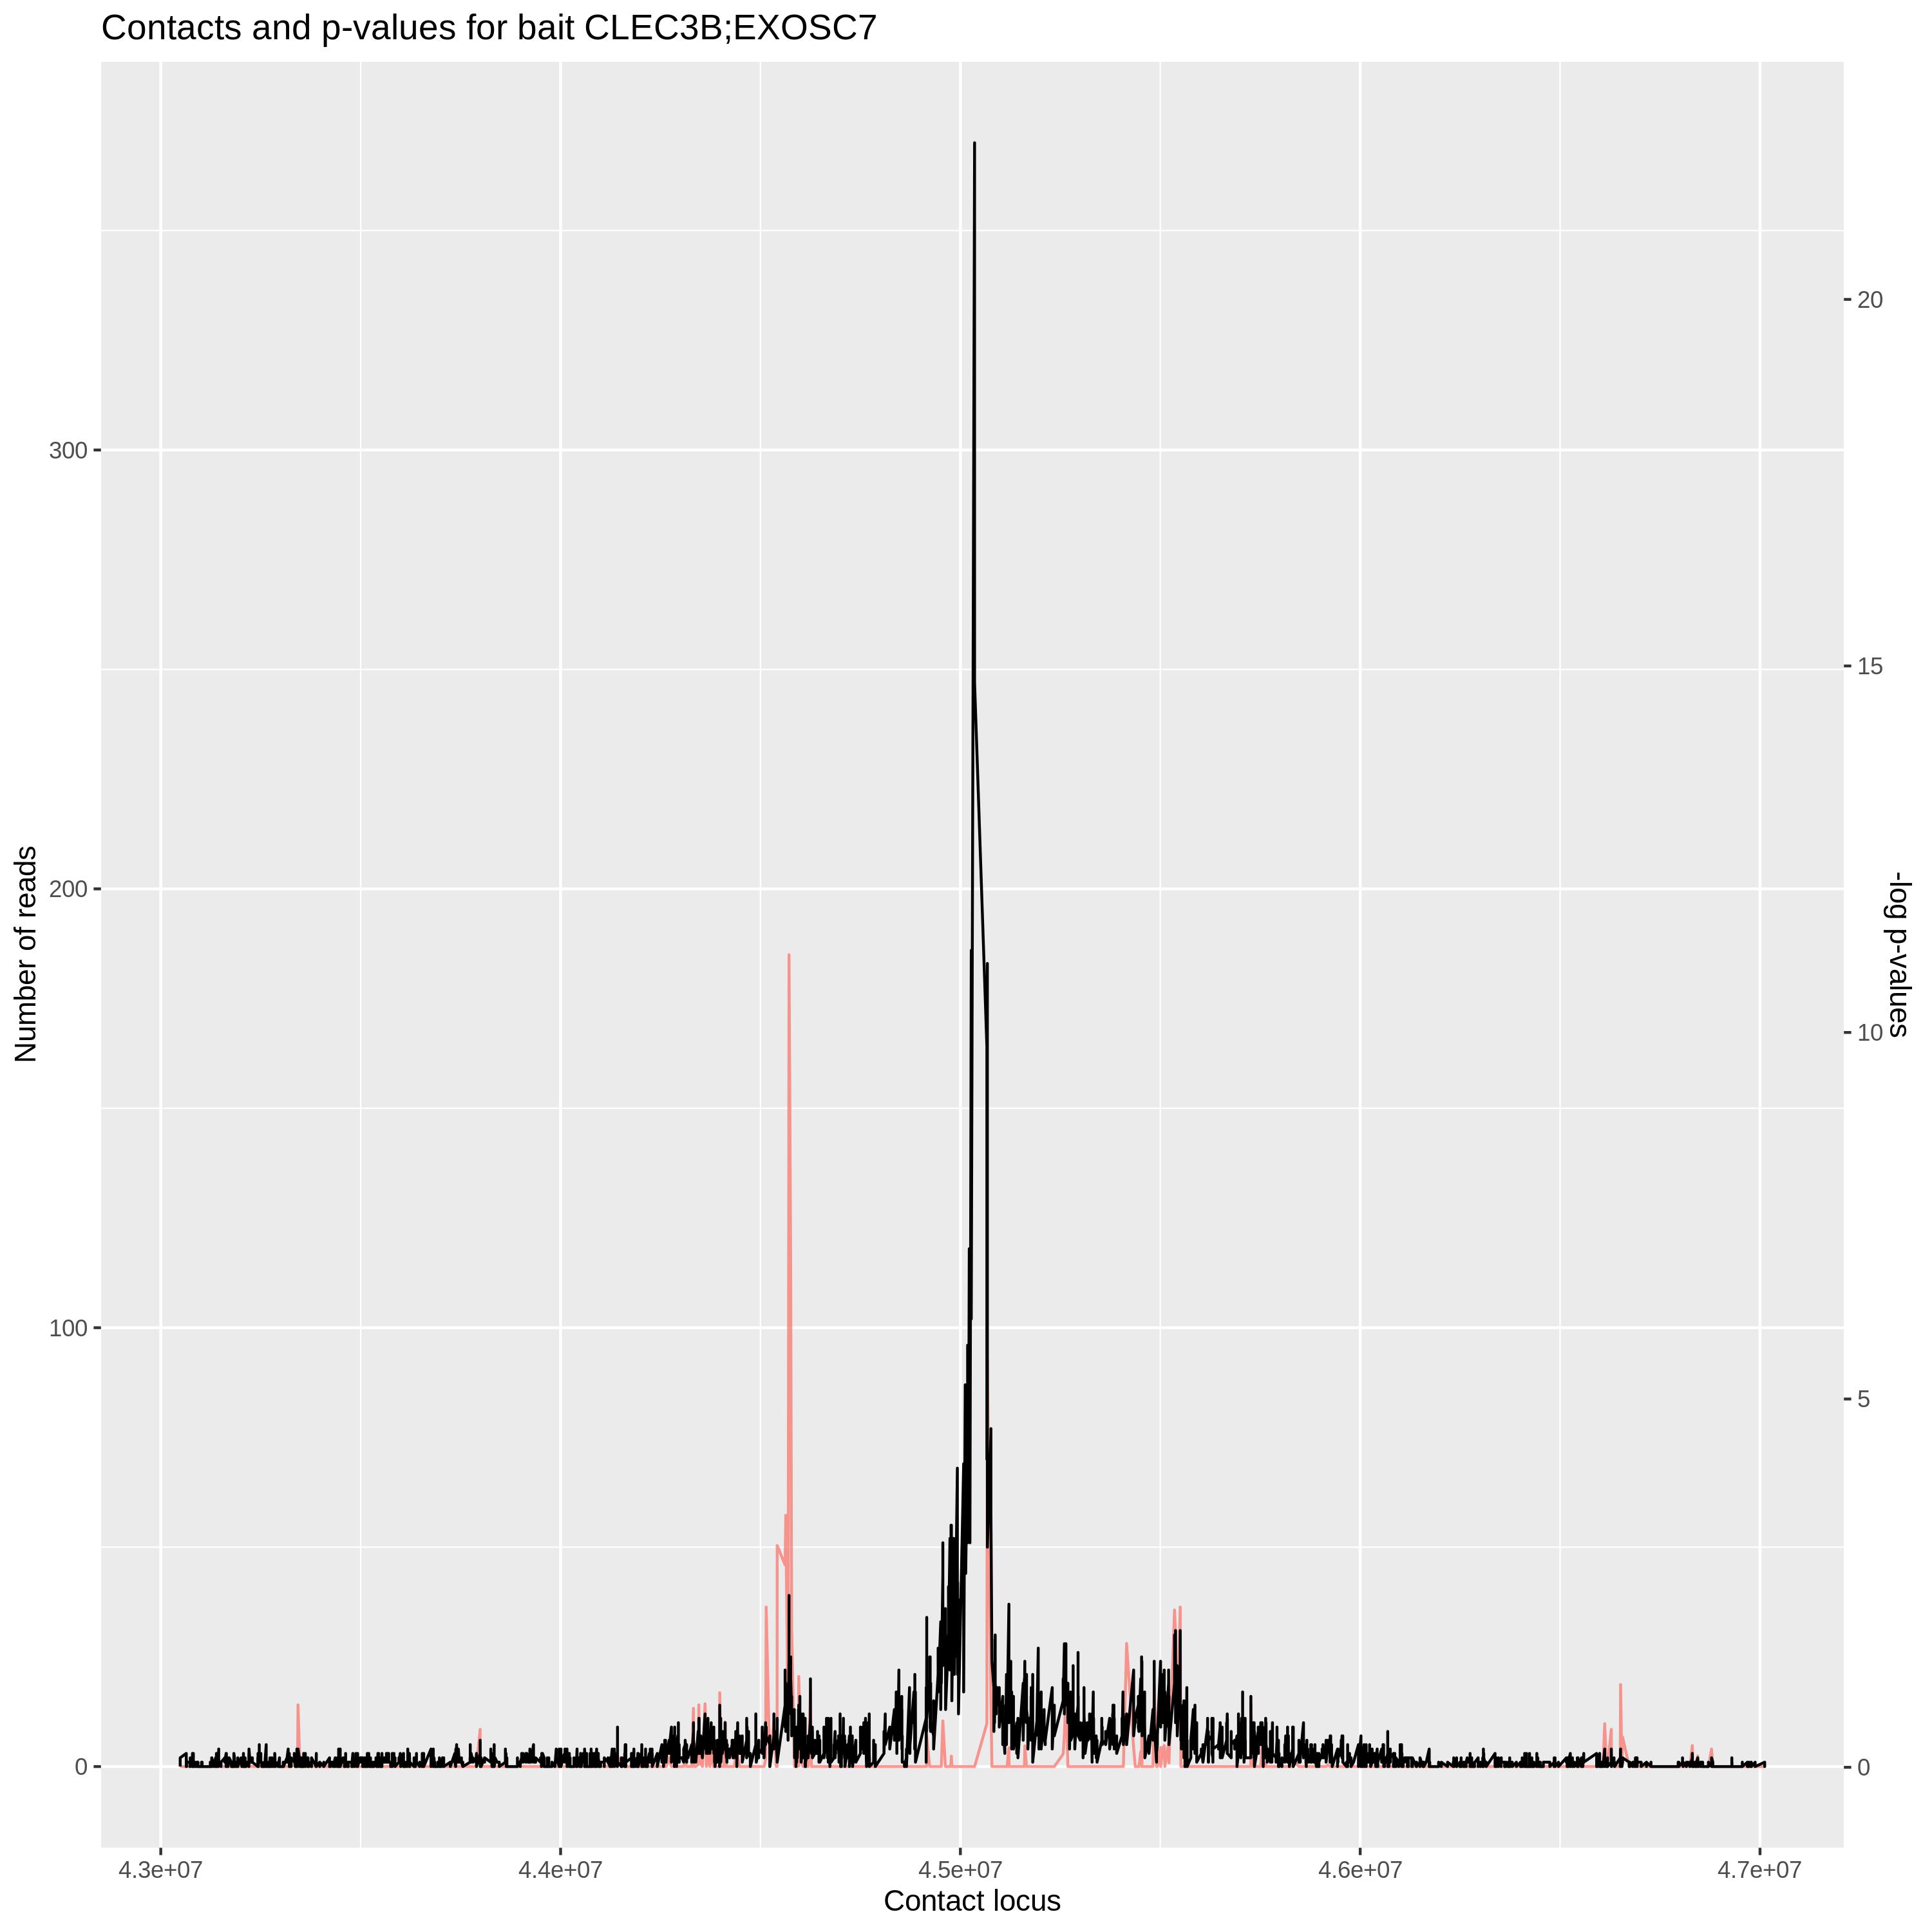 Contacts and p-values for bait CLEC3B;EXOSC7
300
200
100
0
Number of reads
20
15
10
5
0
-log p-values
4.3e+07
4.4e+07
4.5e+07
4.6e+07
4.7e+07
Contact locus